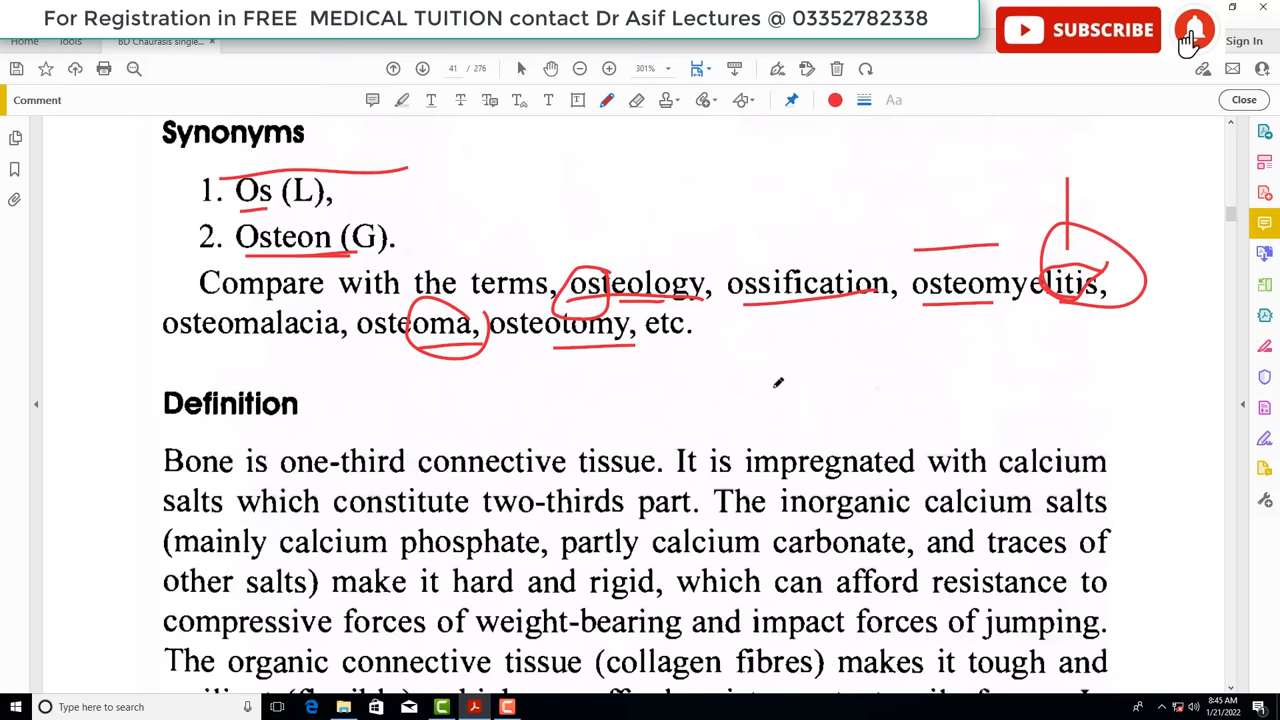 For Registration in FREE MEDICAL TUITION contact Dr Asif Lectures @ 03352782338
SUBSCRIBE
Home Tools BD Chaurasis single... Sign In
41 / 276 301%
Comment Aa Close
Synonyms
1. Os (L),
2. Osteon (G).
Compare with the terms, osteology, ossification, osteomyelitis,
osteomalacia, osteoma, osteotomy, etc.
Definition
Bone is one-third connective tissue. It is impregnated with calcium
salts which constitute two-thirds part. The inorganic calcium salts
(mainly calcium phosphate, partly calcium carbonate, and traces of
other salts) make it hard and rigid, which can afford resistance to
compressive forces of weight-bearing and impact forces of jumping.
The organic connective tissue (collagen fibres) makes it tough and
Type here to search
8:45 AM
1/21/2022